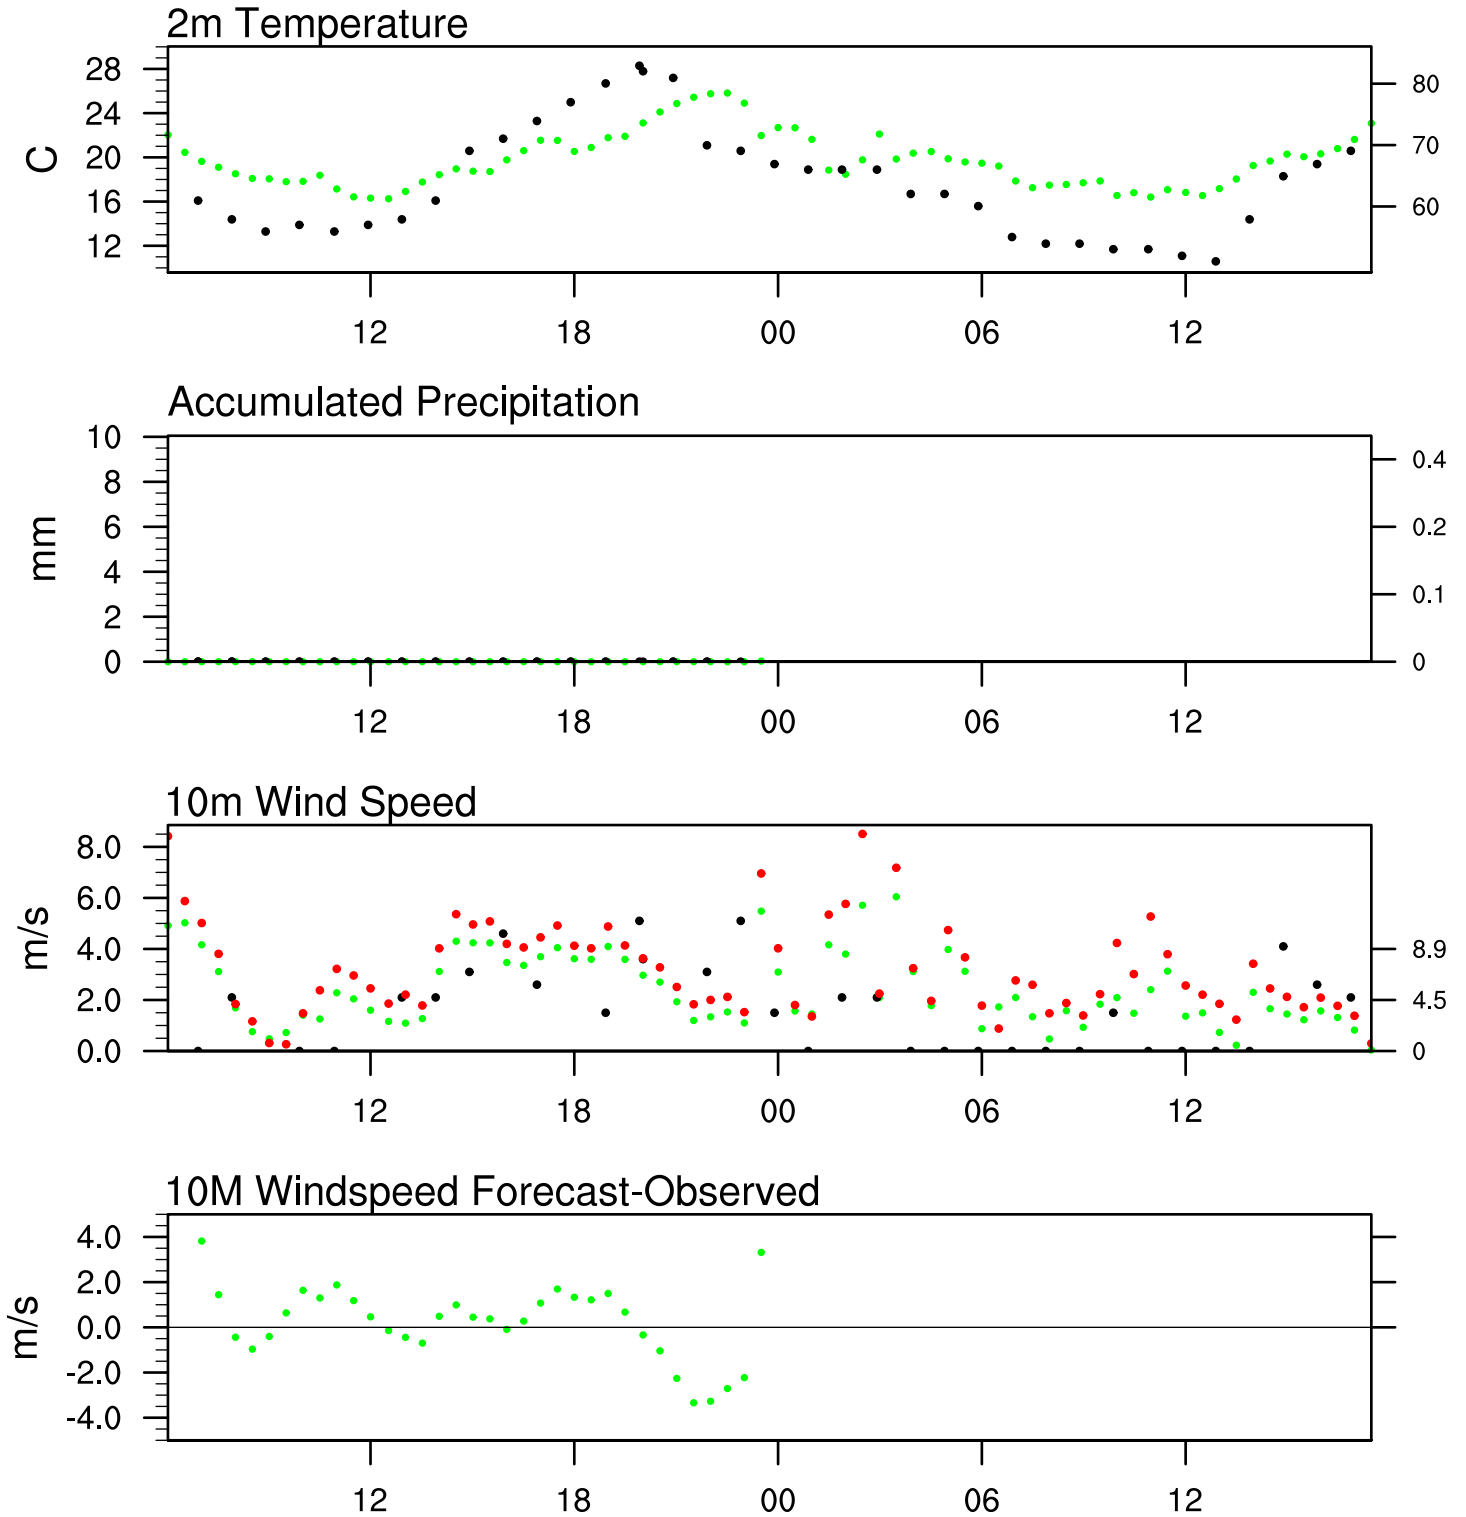 2m Temperature
28
24
20
16
12
C
80
70
60
12 18 00 06 12
Accumulated Precipitation
10
8
6
4
2
0
mm
0.4
0.2
0.1
0
12 18 00 06 12
10m Wind Speed
8.0
6.0
4.0
2.0
0.0
m/s
8.9
4.5
0
12 18 00 06 12
10M Windspeed Forecast-Observed
4.0
2.0
0.0
-2.0
-4.0
m/s
12 18 00 06 12